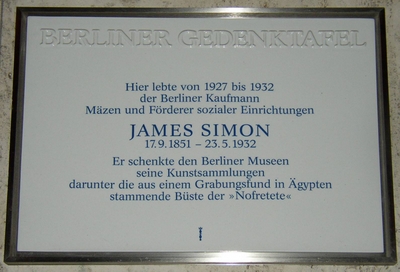 BERLINER GEDENKTAFEL
Hier lebte von 1927 bis 1932
der Berliner Kaufmann
Mäzen und Förderer sozialer Einrichtungen
JAMES SIMON
17.9.1851 – 23.5.1932
Er schenkte den Berliner Museen
seine Kunstsammlungen
darunter die aus einem Grabungsfund in Ägypten
stammende Büste der »Nofretete«